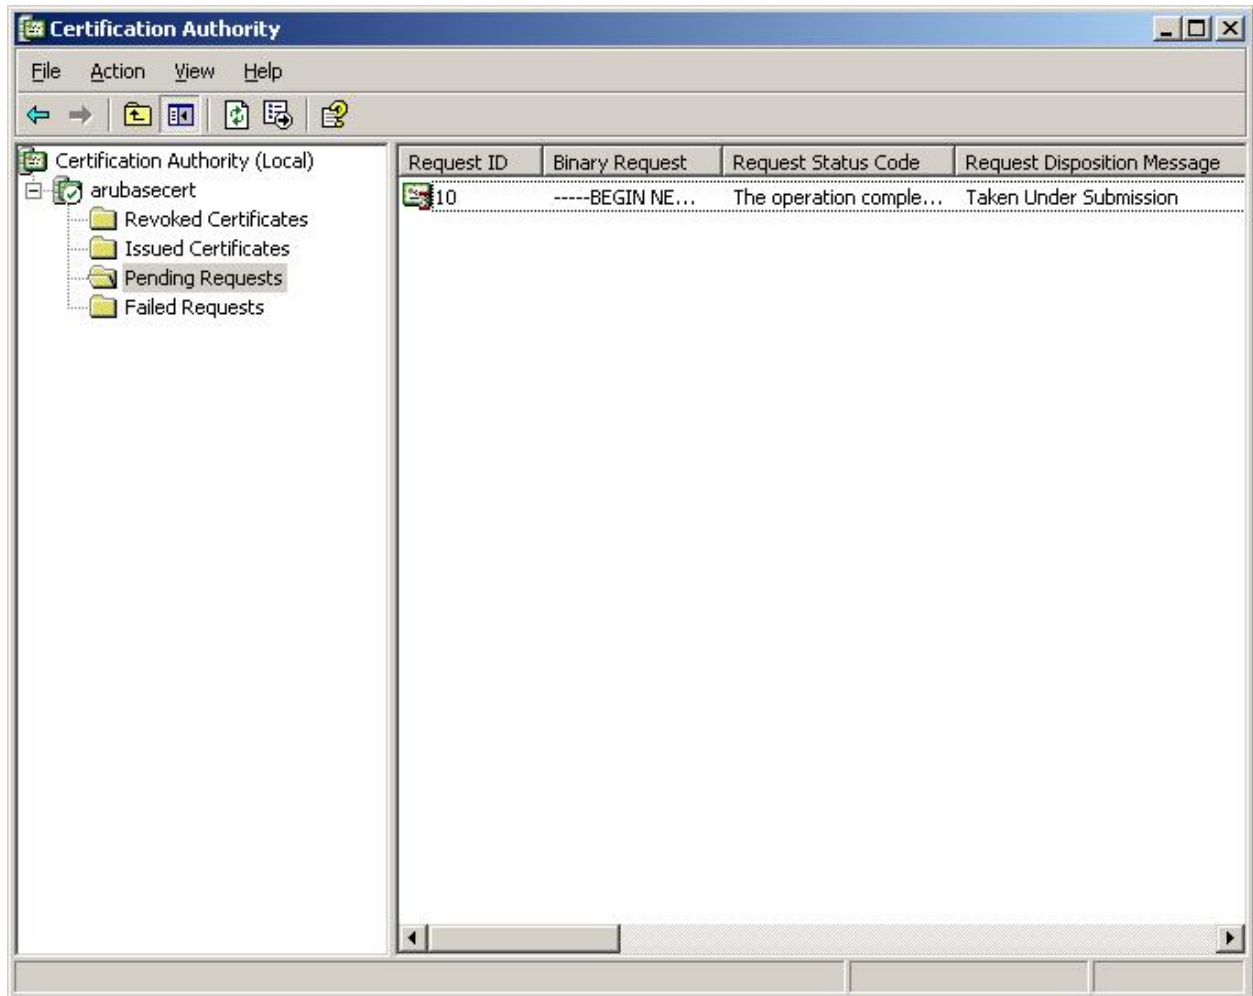 Certification Authority
File Action View Help
Certification Authority (Local)
arubasecert
Revoked Certificates
Issued Certificates
Pending Requests
Failed Requests
Request ID Binary Request Request Status Code Request Disposition Message
10 -----BEGIN NE... The operation comple... Taken Under Submission